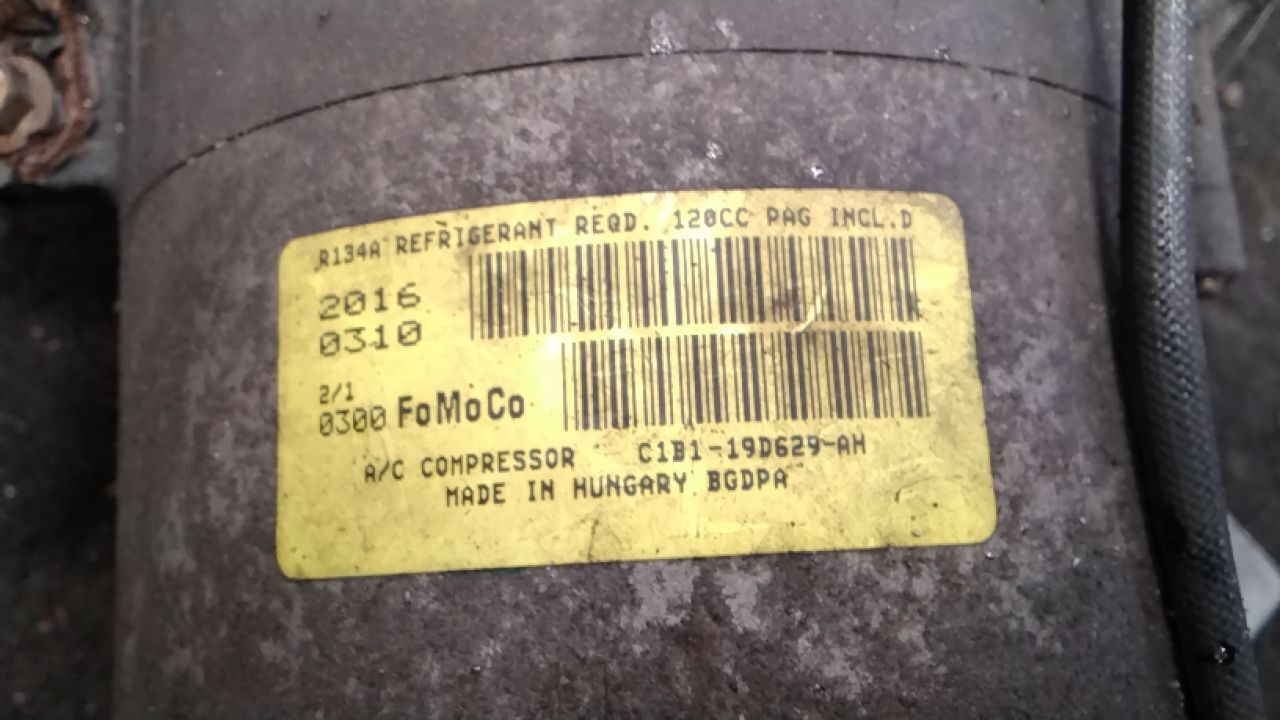 R134A REFRIGERANT REQD. 120CC PAG INCL.D
2016
0310
2/1
0300 FoMoCo
A/C COMPRESSOR C1B1-19D629-AH
MADE IN HUNGARY BGDPA